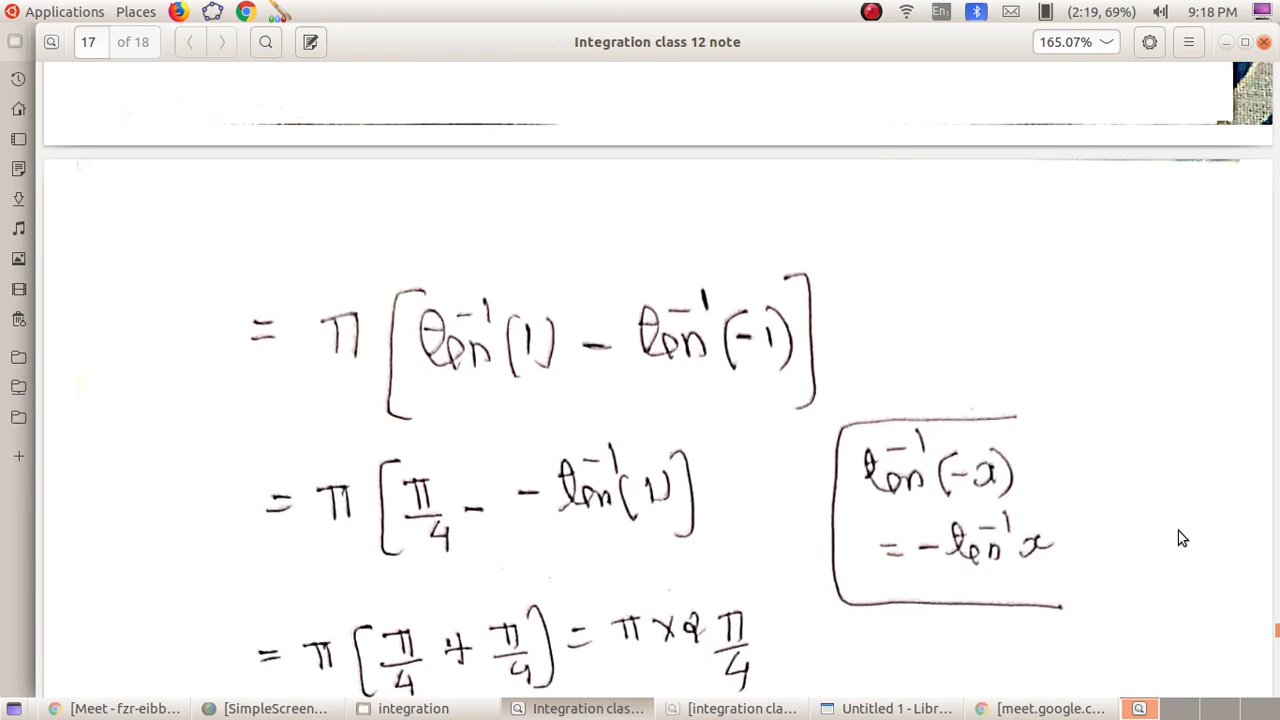 Applications Places En₁ (2:19, 69%) 9:18 PM
17 of 18 Integration class 12 note 165.07%
= π [tan⁻¹(1) - tan⁻¹(-1)]
= π [π/4 - - tan⁻¹(1)]
tan⁻¹(-x)
= -tan⁻¹x
= π [π/4 + π/4] = π × 2 π/4
[Meet - fzr-eibb... [SimpleScreen... integration Integration clas... [integration cla... Untitled 1 - Libr... [meet.google.c...